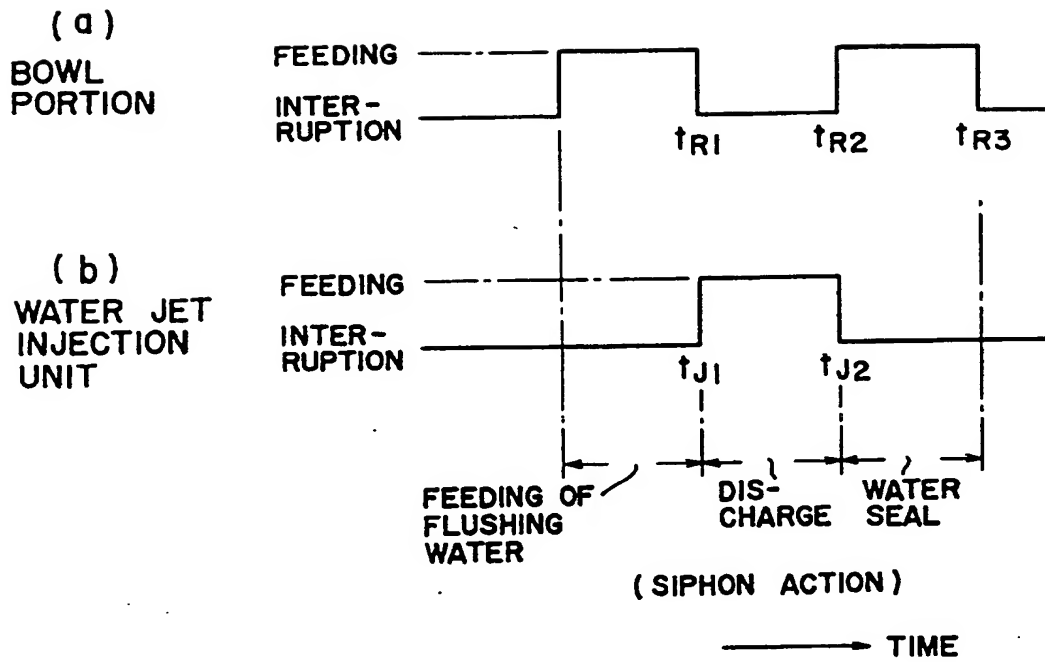 (a)
BOWL
PORTION
FEEDING
INTER-
RUPTION
tR1
tR2
tR3
(b)
WATER JET
INJECTION
UNIT
FEEDING
INTER-
RUPTION
tJ1
tJ2
FEEDING OF
FLUSHING
WATER
DIS-
CHARGE
WATER
SEAL
(SIPHON ACTION)
TIME